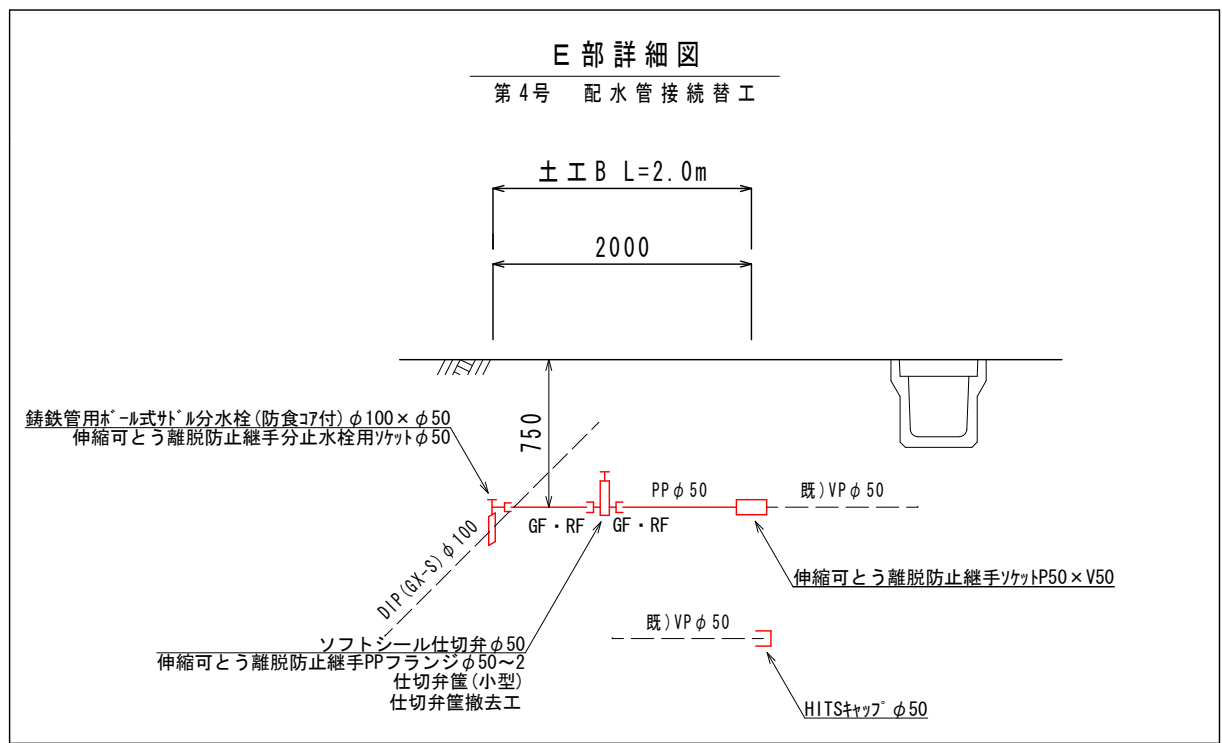 E部詳細図
第4号　配水管接続替工
土工B L=2.0m
2000
750
鋳鉄管用ﾎﾞｰﾙ式ｻﾄﾞﾙ分水栓(防食ｺｱ付)φ100×φ50
伸縮可とう離脱防止継手分止水栓用ｿｹｯﾄφ50
PPφ50
既)VPφ50
GF・RF
GF・RF
DIP(GX-S)φ100
伸縮可とう離脱防止継手ｿｹｯﾄP50×V50
既)VPφ50
ソフトシール仕切弁φ50
伸縮可とう離脱防止継手PPフランジφ50～2
仕切弁筐(小型)
仕切弁筐撤去工
HITSｷｬｯﾌﾟφ50